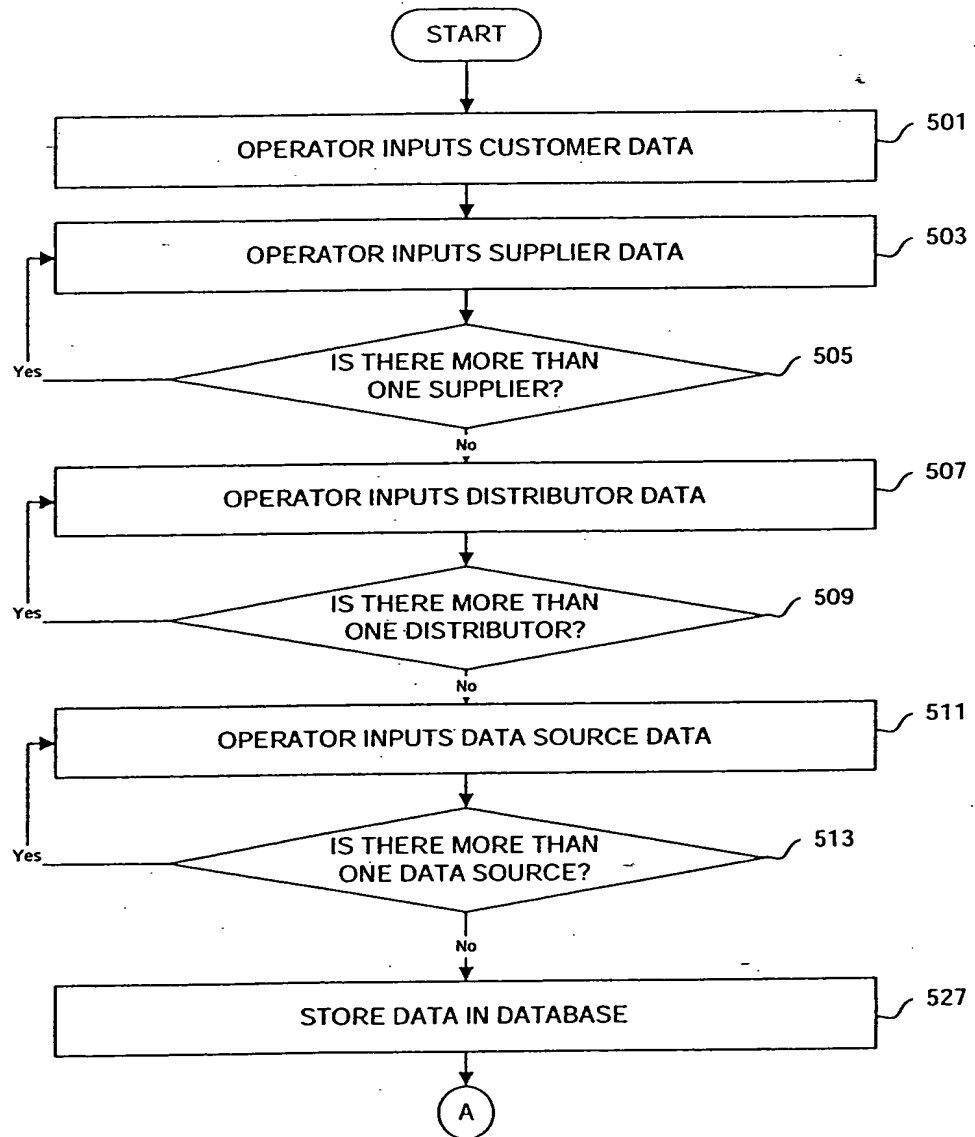 START
OPERATOR INPUTS CUSTOMER DATA
501
OPERATOR INPUTS SUPPLIER DATA
503
IS THERE MORE THAN
ONE SUPPLIER?
505
Yes
No
OPERATOR INPUTS DISTRIBUTOR DATA
507
IS THERE MORE THAN
ONE DISTRIBUTOR?
509
Yes
No
OPERATOR INPUTS DATA SOURCE DATA
511
IS THERE MORE THAN
ONE DATA SOURCE?
513
Yes
No
STORE DATA IN DATABASE
527
A